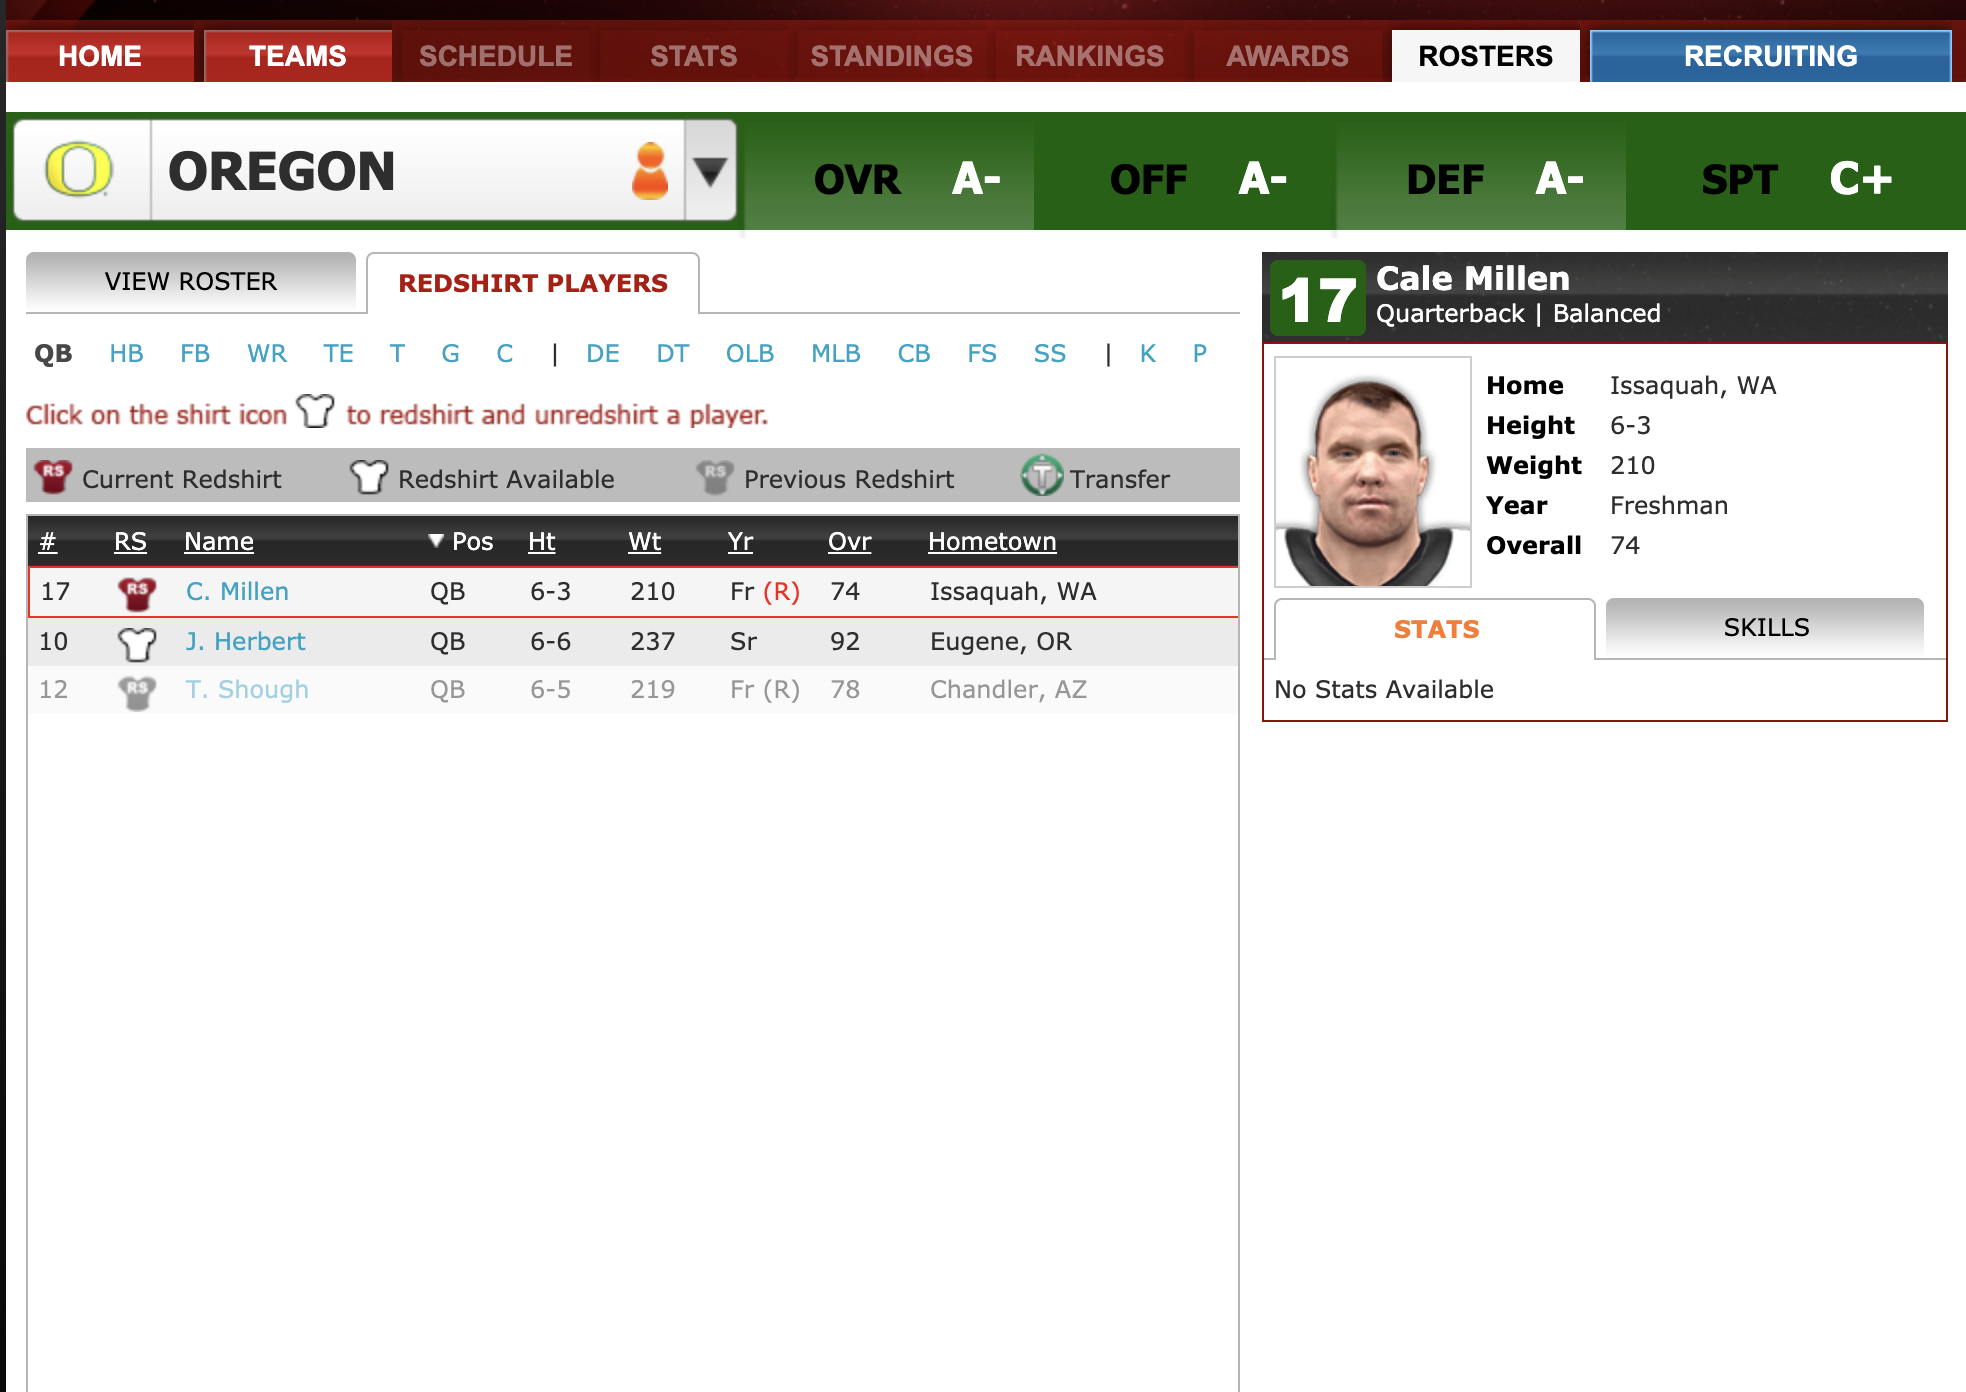 HOME TEAMS SCHEDULE STATS STANDINGS RANKINGS AWARDS ROSTERS RECRUITING
O OREGON OVR A- OFF A- DEF A- SPT C+
VIEW ROSTER REDSHIRT PLAYERS
QB HB FB WR TE T G C | DE DT OLB MLB CB FS SS | K P
Click on the shirt icon to redshirt and unredshirt a player.
RS Current Redshirt Redshirt Available RS Previous Redshirt T Transfer
# RS Name Pos Ht Wt Yr Ovr Hometown
17 RS C. Millen QB 6-3 210 Fr (R) 74 Issaquah, WA
10 J. Herbert QB 6-6 237 Sr 92 Eugene, OR
12 RS T. Shough QB 6-5 219 Fr (R) 78 Chandler, AZ
17 Cale Millen
Quarterback | Balanced
Home Issaquah, WA
Height 6-3
Weight 210
Year Freshman
Overall 74
STATS SKILLS
No Stats Available